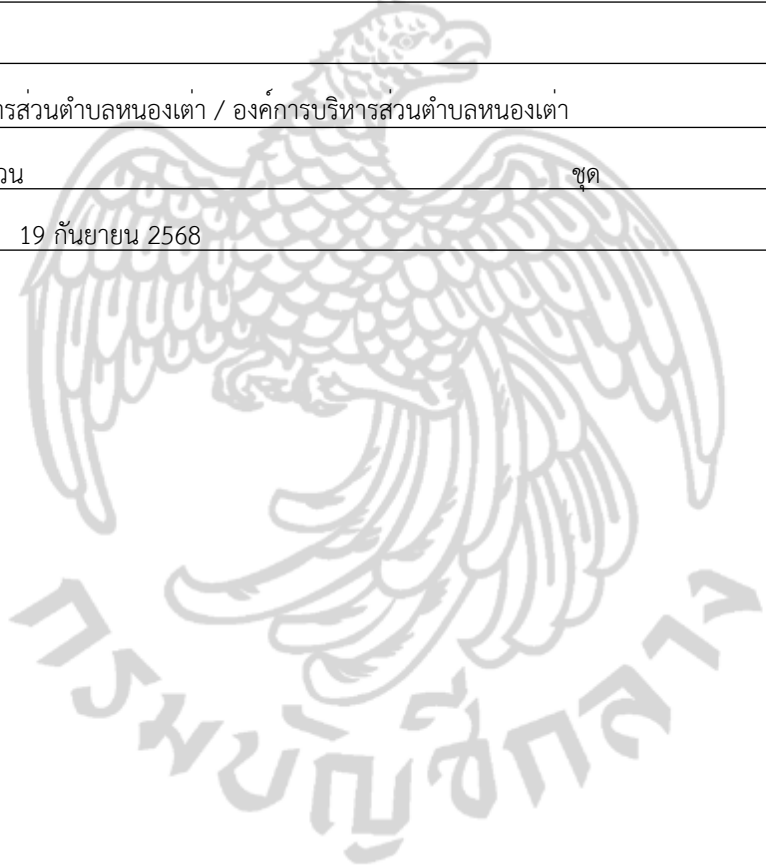 ารส่วนตำบลหนองเต่า / องค์การบริหารส่วนตำบลหนองเต่า
วน ชุด
19 กันยายน 2568
กรมบัญชีกลาง